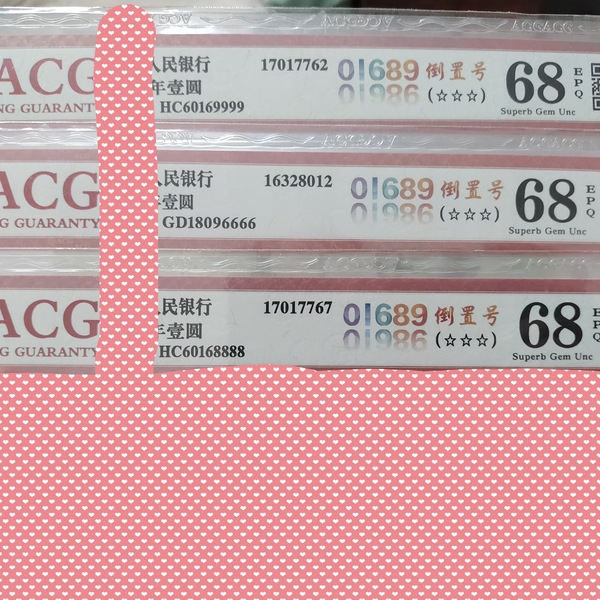 ACG
NG GUARANTY
人民银行
年壹圆
HC60169999
17017762
01689 倒置号
01986 (☆☆☆)
68 EPQ
Superb Gem Unc
ACG
NG GUARANTY
人民银行
年壹圆
GD18096666
16328012
01689 倒置号
01986 (☆☆☆)
68 EPQ
Superb Gem Unc
ACG
NG GUARANTY
人民银行
年壹圆
HC60168888
17017767
01689 倒置号
01986 (☆☆☆)
68 EPQ
Superb Gem Unc